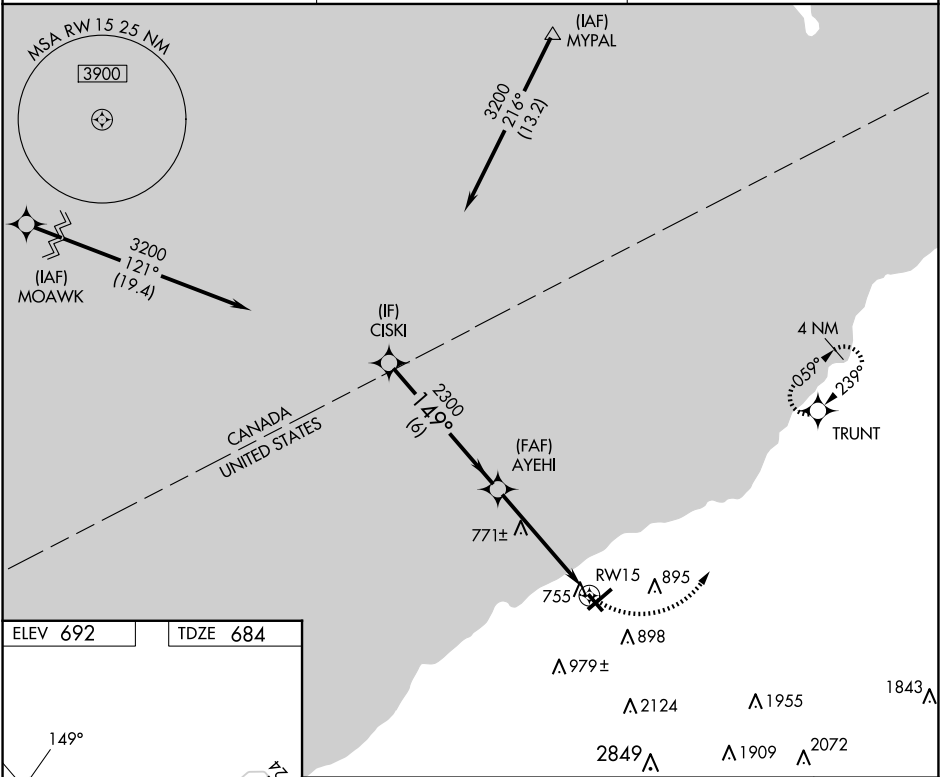 MSA RW 15 25 NM
3900
(IAF)
MYPAL
3200
216°
(13.2)
(IAF)
MOAWK
3200
121°
(19.4)
(IF)
CISKI
4 NM
059°
239°
TRUNT
2300
149°
(6)
CANADA
UNITED STATES
(FAF)
AYEHI
771±
RW15
755
895
898
979±
2124
1955
1843
2849
1909
2072
ELEV 692
TDZE 684
149°
24